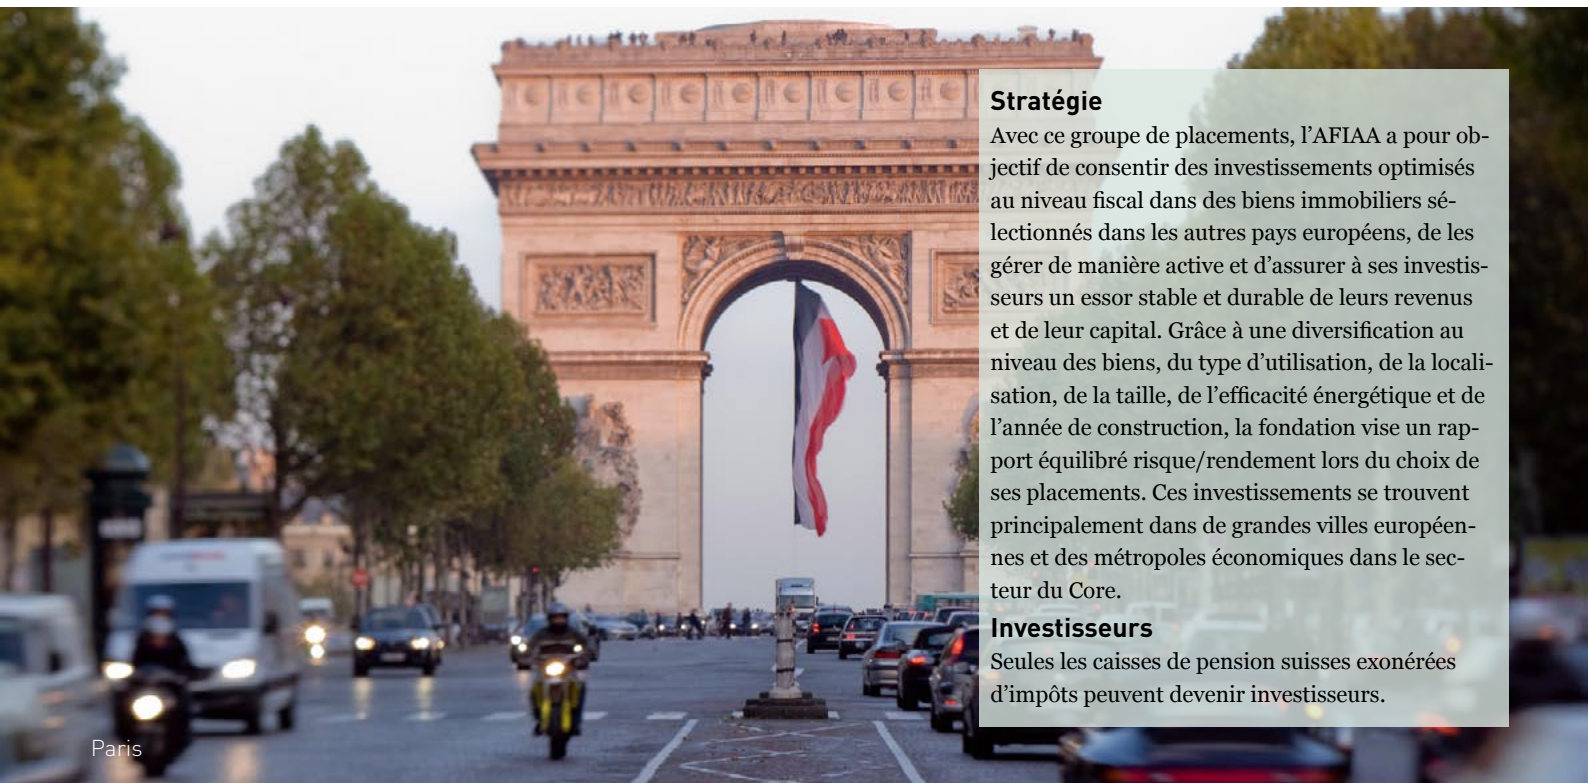 Stratégie
Avec ce groupe de placements, l’AFIAA a pour ob-
jectif de consentir des investissements optimisés
au niveau fiscal dans des biens immobiliers sé-
lectionnés dans les autres pays européens, de les
gérer de manière active et d’assurer à ses investis-
seurs un essor stable et durable de leurs revenus
et de leur capital. Grâce à une diversification au
niveau des biens, du type d’utilisation, de la locali-
sation, de la taille, de l’efficacité énergétique et de
l’année de construction, la fondation vise un rap-
port équilibré risque/rendement lors du choix de
ses placements. Ces investissements se trouvent
principalement dans de grandes villes européen-
nes et des métropoles économiques dans le sec-
teur du Core.
Investisseurs
Seules les caisses de pension suisses exonérées
d’impôts peuvent devenir investisseurs.
Paris